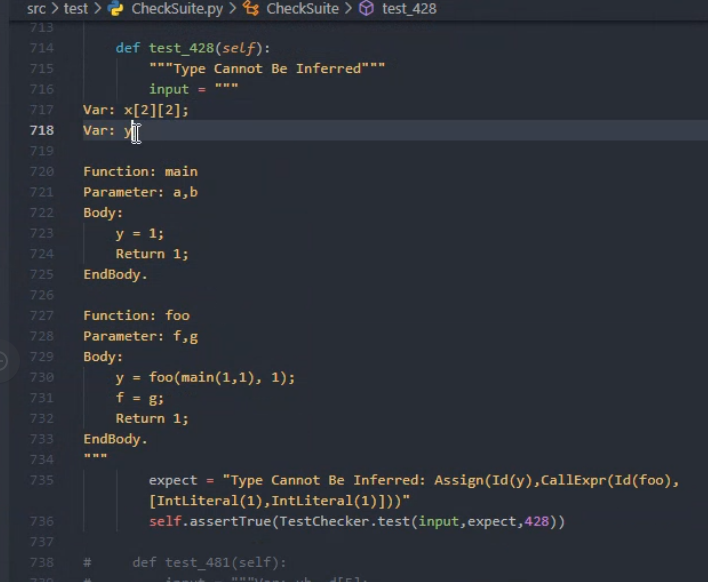 src > test > CheckSuite.py > CheckSuite > test_428
713
714 def test_428(self):
715 """Type Cannot Be Inferred"""
716 input = """
717 Var: x[2][2];
718 Var: y
719
720 Function: main
721 Parameter: a,b
722 Body:
723 y = 1;
724 Return 1;
725 EndBody.
726
727 Function: foo
728 Parameter: f,g
729 Body:
730 y = foo(main(1,1), 1);
731 f = g;
732 Return 1;
733 EndBody.
734 """
735 expect = "Type Cannot Be Inferred: Assign(Id(y),CallExpr(Id(foo),
[IntLiteral(1),IntLiteral(1)]))"
736 self.assertTrue(TestChecker.test(input,expect,428))
737
738 # def test_481(self):